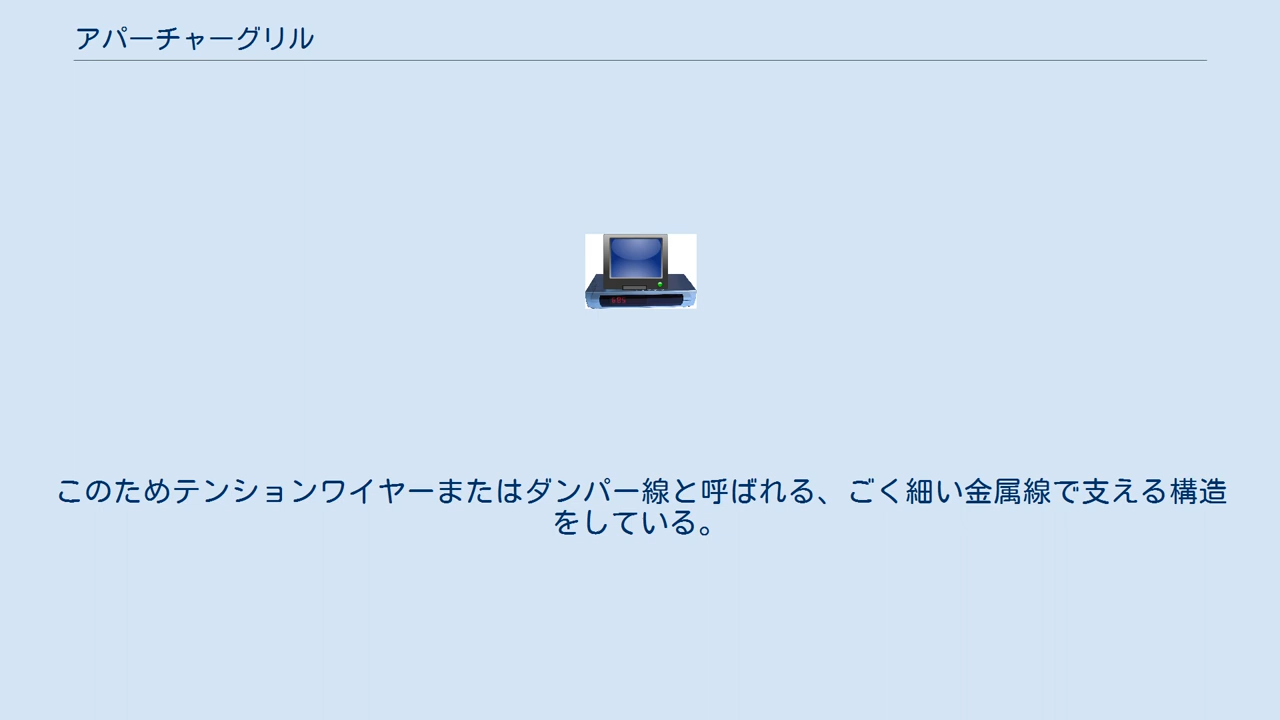 アパーチャーグリル
このためテンションワイヤーまたはダンパー線と呼ばれる、ごく細い金属線で支える構造
をしている。